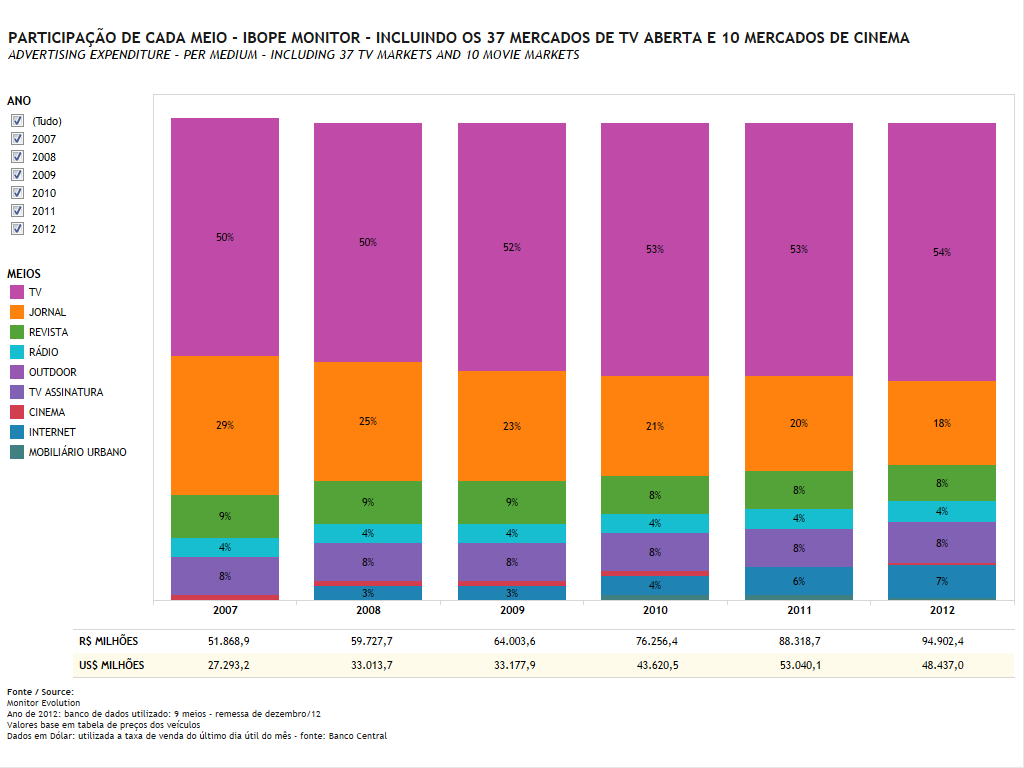 PARTICIPAÇÃO DE CADA MEIO - IBOPE MONITOR - INCLUINDO OS 37 MERCADOS DE TV ABERTA E 10 MERCADOS DE CINEMA
ADVERTISING EXPENDITURE - PER MEDIUM - INCLUDING 37 TV MARKETS AND 10 MOVIE MARKETS
ANO
(Tudo)
2007
2008
2009
2010
2011
2012
MEIOS
TV
JORNAL
REVISTA
RÁDIO
OUTDOOR
TV ASSINATURA
CINEMA
INTERNET
MOBILIÁRIO URBANO
50% 50% 52% 53% 53% 54%
29% 25% 23% 21% 20% 18%
9% 9% 9% 8% 8% 8%
4% 4% 4% 4% 4% 4%
8% 8% 8% 8% 8% 8%
3% 3% 4% 6% 7%
2007 2008 2009 2010 2011 2012
R$ MILHÕES 51.868,9 59.727,7 64.003,6 76.256,4 88.318,7 94.902,4
US$ MILHÕES 27.293,2 33.013,7 33.177,9 43.620,5 53.040,1 48.437,0
Fonte / Source:
Monitor Evolution
Ano de 2012: banco de dados utilizado: 9 meios - remessa de dezembro/12
Valores base em tabela de preços dos veículos
Dados em Dólar: utilizada a taxa de venda do último dia útil do mês - fonte: Banco Central